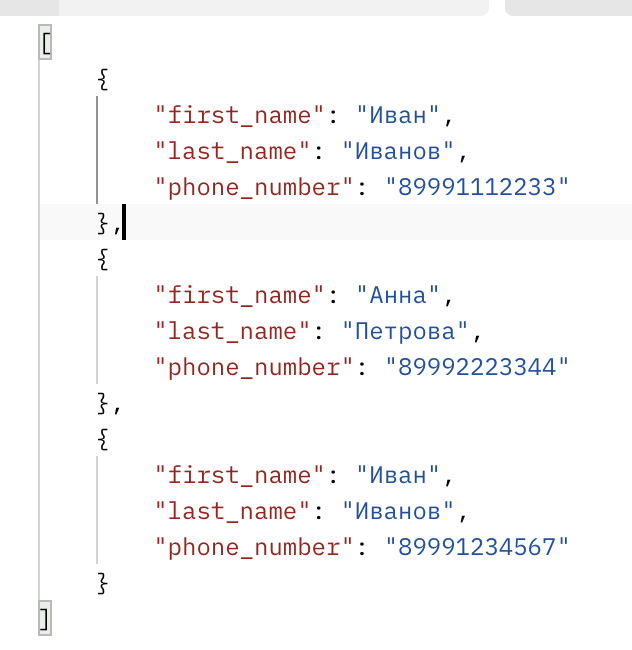 [
{
"first_name": "Иван",
"last_name": "Иванов",
"phone_number": "89991112233"
},
{
"first_name": "Анна",
"last_name": "Петрова",
"phone_number": "89992223344"
},
{
"first_name": "Иван",
"last_name": "Иванов",
"phone_number": "89991234567"
}
]